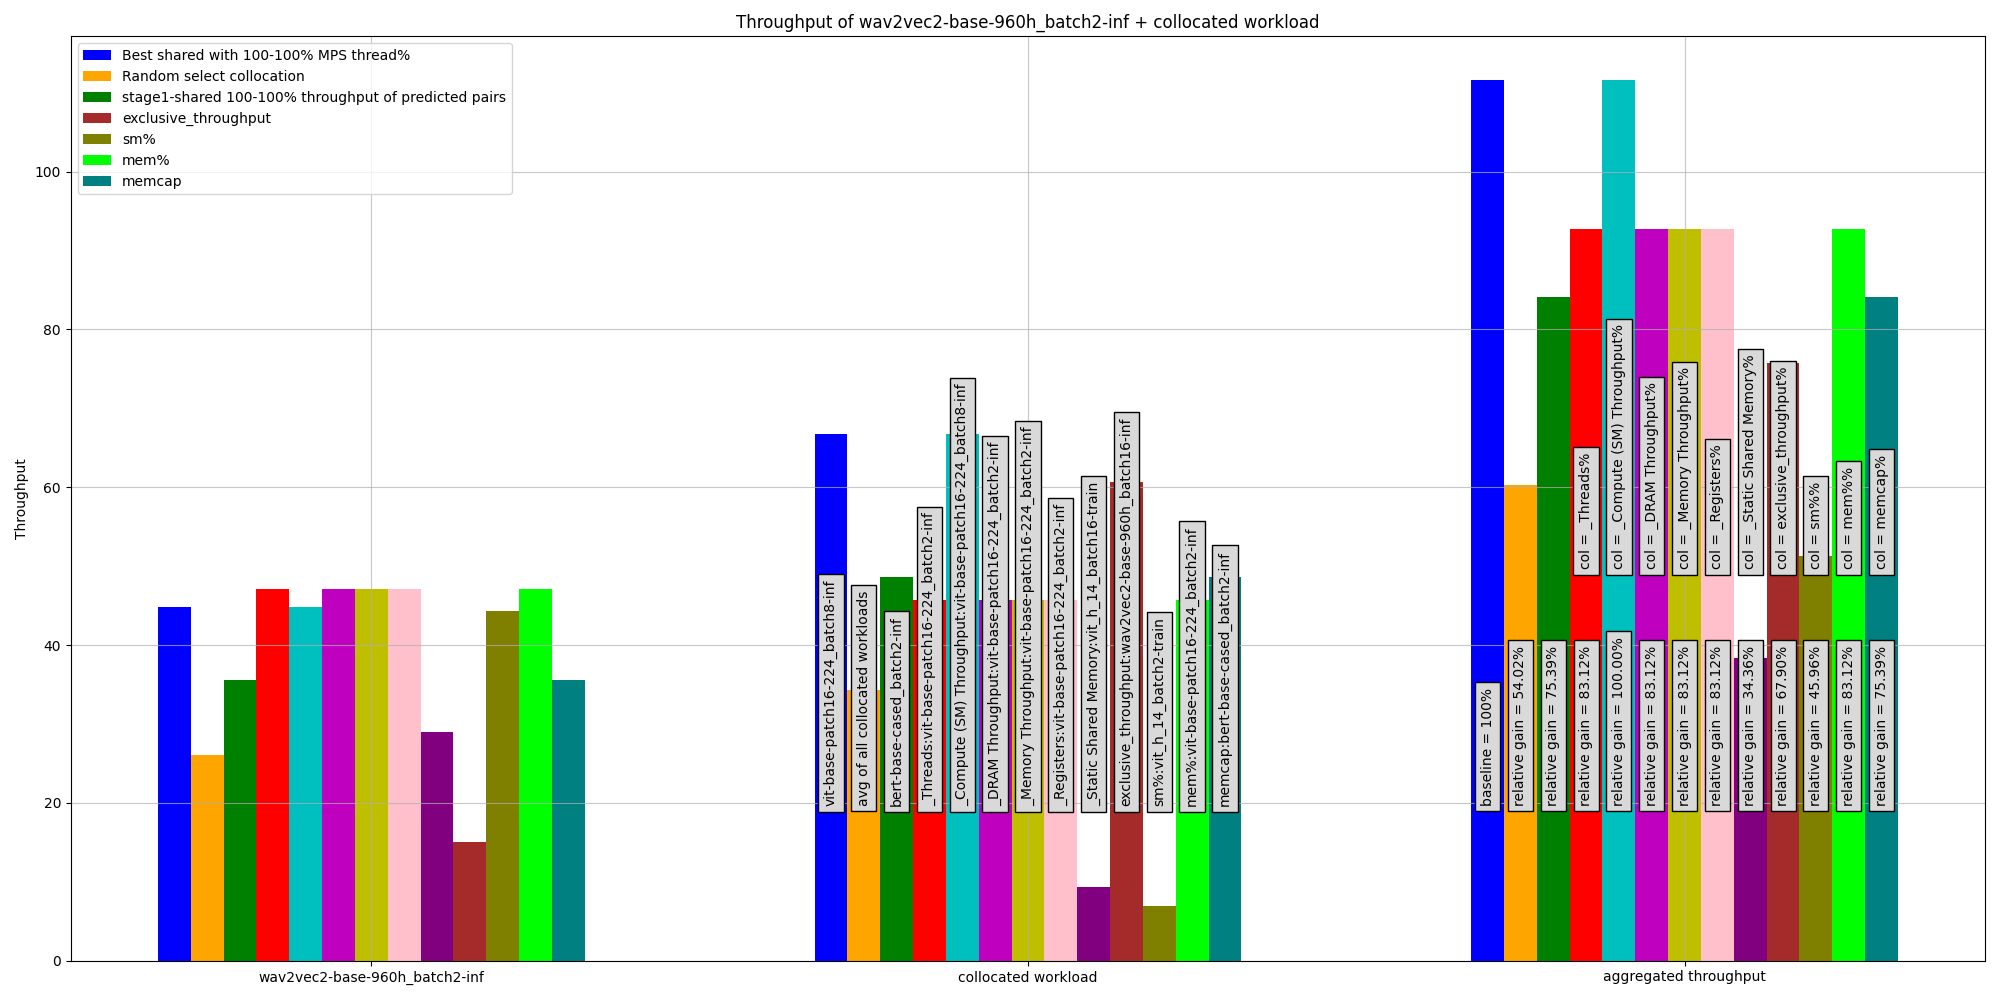 Throughput of wav2vec2-base-960h_batch2-inf + collocated workload
Best shared with 100-100% MPS thread%
Random select collocation
stage1-shared 100-100% throughput of predicted pairs
exclusive_throughput
sm%
mem%
memcap
Throughput
100
80
60
40
20
0
vit-base-patch16-224_batch8-inf
avg of all collocated workloads
bert-base-cased_batch2-inf
_Threads:vit-base-patch16-224_batch2-inf
_Compute (SM) Throughput:vit-base-patch16-224_batch8-inf
_DRAM Throughput:vit-base-patch16-224_batch2-inf
_Memory Throughput:vit-base-patch16-224_batch2-inf
_Registers:vit-base-patch16-224_batch2-inf
_Static Shared Memory:vit_h_14_batch16-train
exclusive_throughput:wav2vec2-base-960h_batch16-inf
sm%:vit_h_14_batch2-train
mem%:vit-base-patch16-224_batch2-inf
memcap:bert-base-cased_batch2-inf
col = _Threads%
col = _Compute (SM) Throughput%
col = _DRAM Throughput%
col = _Memory Throughput%
col = _Registers%
col = _Static Shared Memory%
col = exclusive_throughput%
col = sm%%
col = mem%%
col = memcap%
baseline = 100%
relative gain = 54.02%
relative gain = 75.39%
relative gain = 83.12%
relative gain = 100.00%
relative gain = 83.12%
relative gain = 83.12%
relative gain = 83.12%
relative gain = 34.36%
relative gain = 67.90%
relative gain = 45.96%
relative gain = 83.12%
relative gain = 75.39%
wav2vec2-base-960h_batch2-inf
collocated workload
aggregated throughput